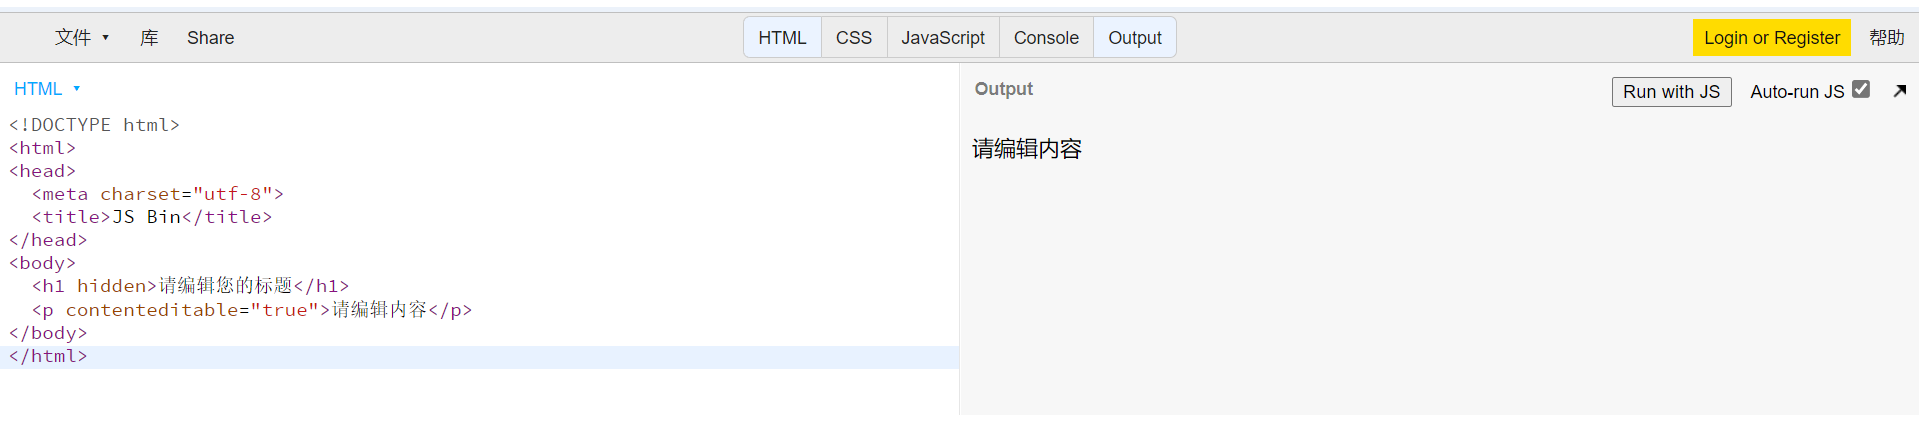 文件 库 Share HTML CSS JavaScript Console Output Login or Register 帮助
HTML
<!DOCTYPE html>
<html>
<head>
  <meta charset="utf-8">
  <title>JS Bin</title>
</head>
<body>
  <h1 hidden>请编辑您的标题</h1>
  <p contenteditable="true">请编辑内容</p>
</body>
</html>
Output Run with JS Auto-run JS
请编辑内容